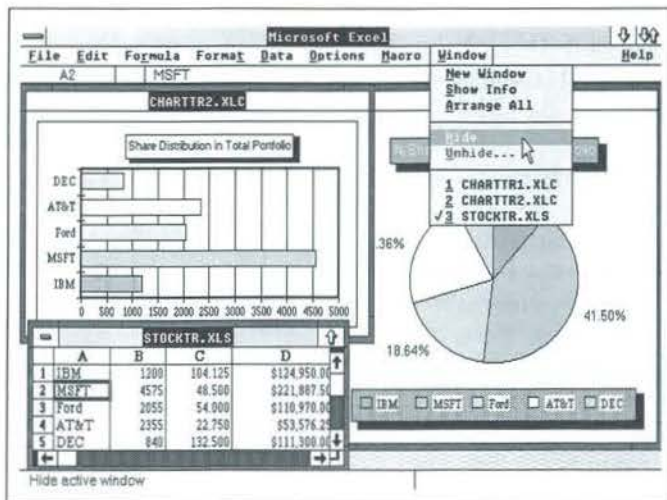 Microsoft Excel
File Edit Formula Format Data Options Macro Window Help
A2 MSFT
New Window
Show Info
Arrange All
Hide
Unhide...
1 CHARTTR1.XLC
2 CHARTTR2.XLC
√3 STOCKTR.XLS
CHARTTR2.XLC
Share Distribution in Total Portfolio
DEC
AT&T
Ford
MSFT
IBM
0 500 1000 1500 2000 2500 3000 3500 4000 4500 5000
.36%
41.50%
18.64%
IBM MSFT Ford AT&T DEC
STOCKTR.XLS
A B C D
1 IBM 1200 104.125 $124,950.00
2 MSFT 4575 48.500 $221,887.50
3 Ford 2055 54.000 $110,970.00
4 AT&T 2355 22.750 $53,576.25
5 DEC 840 132.500 $111,300.00
Hide active window